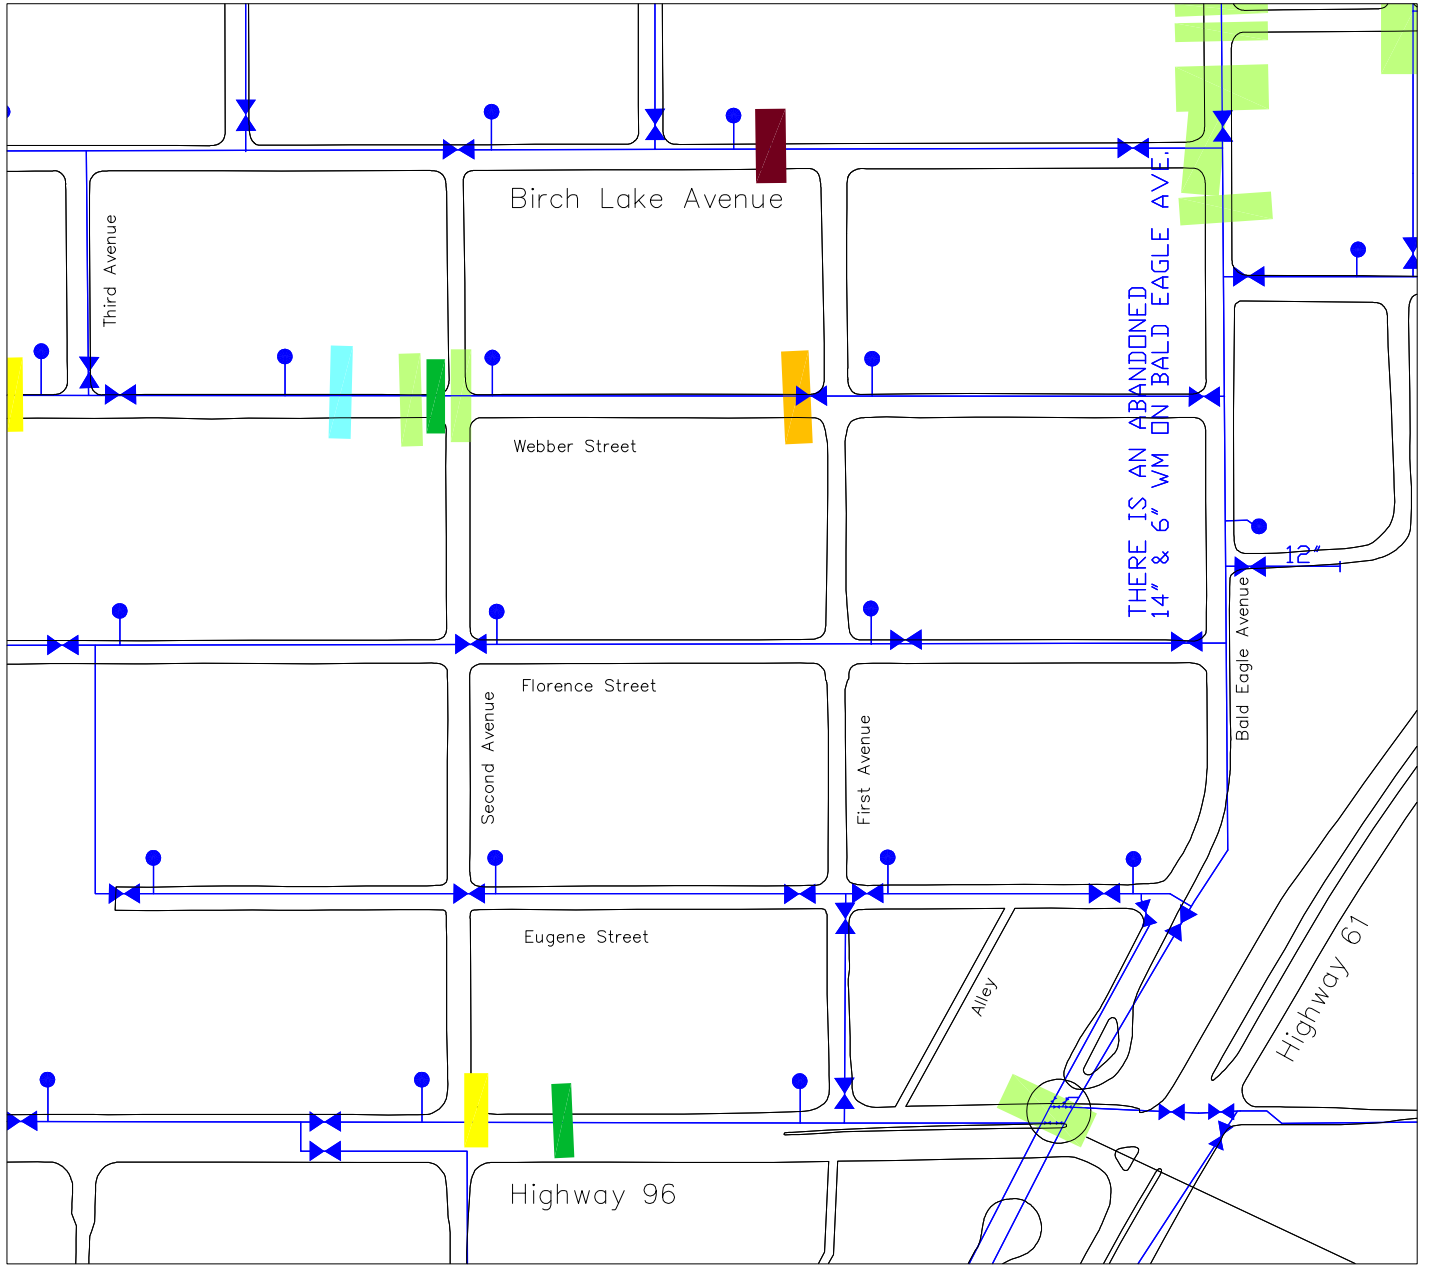 Birch Lake Avenue
Third Avenue
THERE IS AN ABANDONED
14" & 6" WM ON BALD EAGLE AVE.
Webber Street
12"
Bald Eagle Avenue
Florence Street
Second Avenue
First Avenue
Eugene Street
Alley
Highway 61
Highway 96